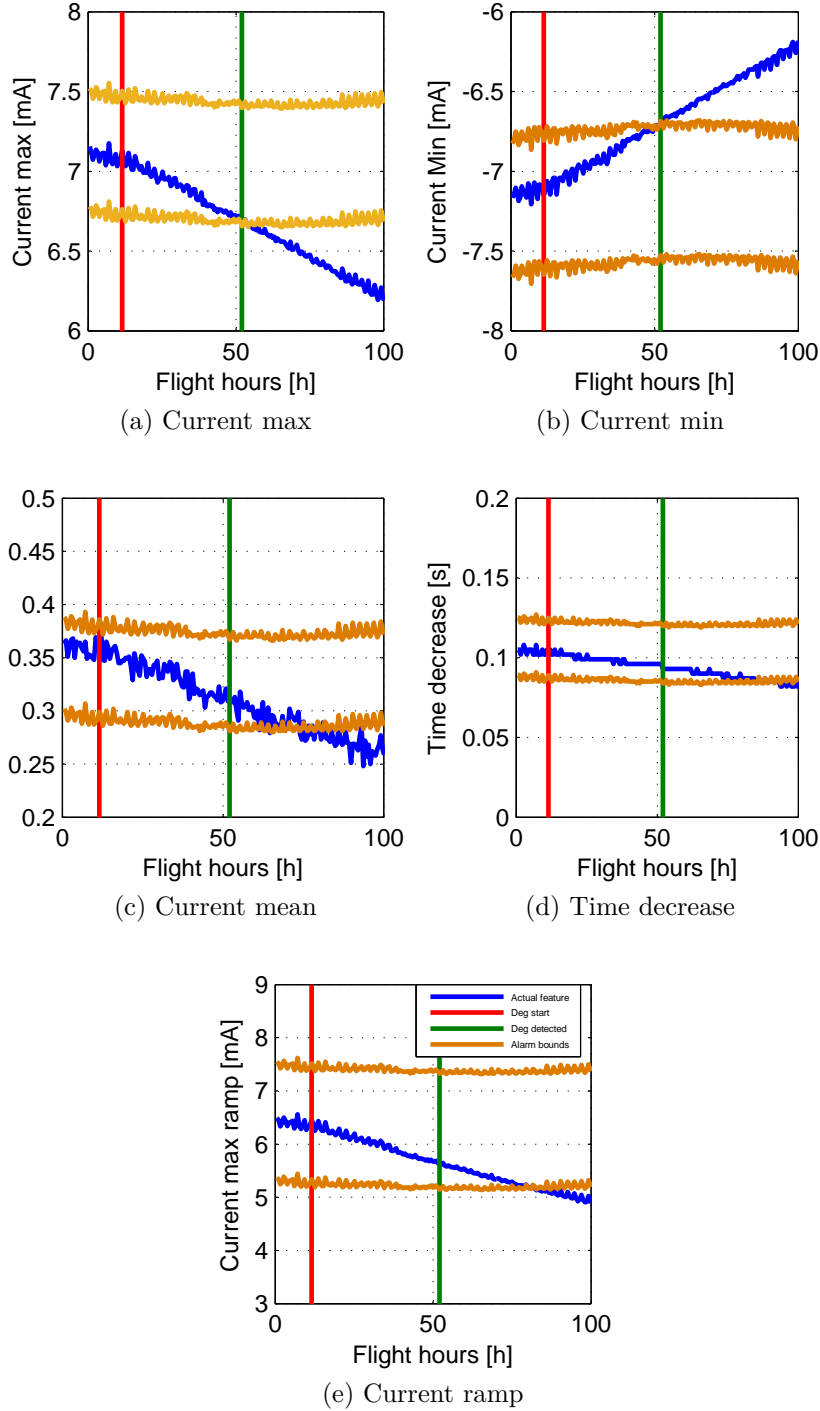 8
7.5
7
6.5
6
Current max [mA]
0
50
100
Flight hours [h]
(a) Current max
-6
-6.5
-7
-7.5
-8
Current Min [mA]
0
50
100
Flight hours [h]
(b) Current min
0.5
0.45
0.4
0.35
0.3
0.25
0.2
0
50
100
Flight hours [h]
(c) Current mean
0.2
0.15
0.1
0.05
0
Time decrease [s]
0
50
100
Flight hours [h]
(d) Time decrease
9
8
7
6
5
4
3
Current max ramp [mA]
Actual feature
Deg start
Deg detected
Alarm bounds
0
50
100
Flight hours [h]
(e) Current ramp